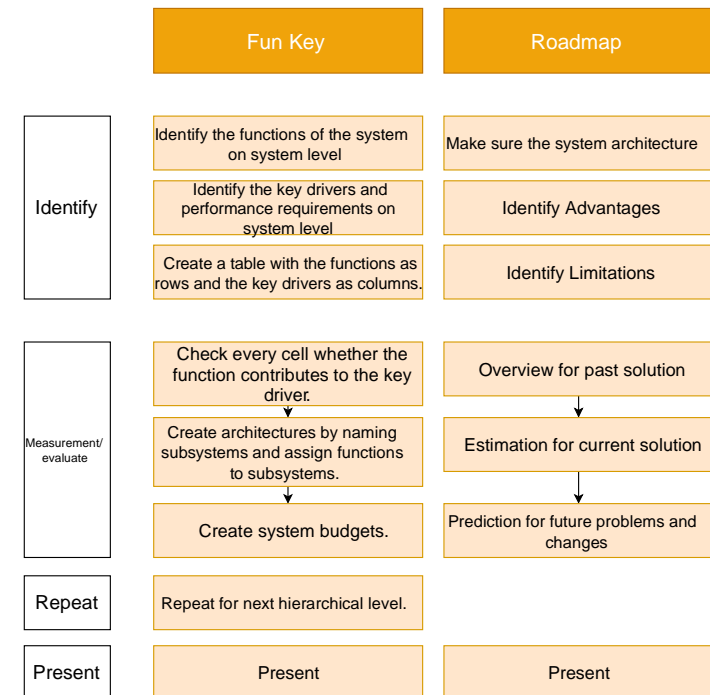 Fun Key
Roadmap
Identify
Identify the functions of the system
on system level
Make sure the system architecture
Identify the key drivers and
performance requirements on
system level
Identify Advantages
Create a table with the functions as
rows and the key drivers as columns.
Identify Limitations
Measurement/
evaluate
Check every cell whether the
function contributes to the key
driver.
Overview for past solution
Create architectures by naming
subsystems and assign functions
to subsystems.
Estimation for current solution
Create system budgets.
Prediction for future problems and
changes
Repeat
Repeat for next hierarchical level.
Present
Present
Present